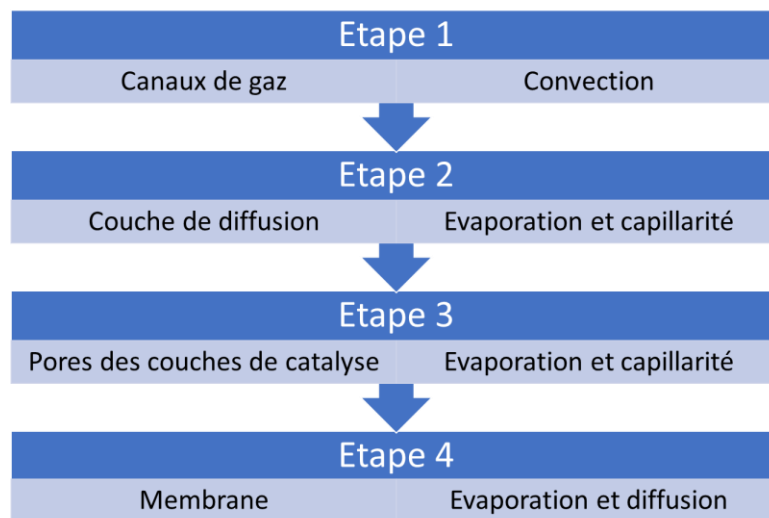 Etape 1
Canaux de gaz Convection
Etape 2
Couche de diffusion Evaporation et capillarité
Etape 3
Pores des couches de catalyse Evaporation et capillarité
Etape 4
Membrane Evaporation et diffusion